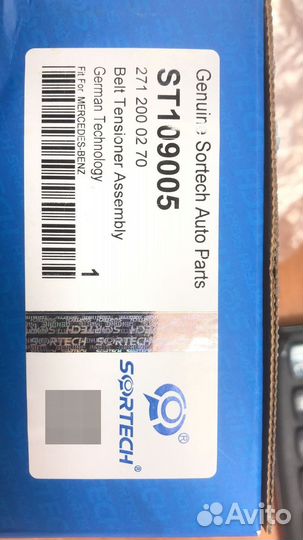 Genuine Sortech Auto Parts
ST109005
271 200 02 70
Belt Tensioner Assembly
German Technology
Fit For MERCEDES-BENZ
1
SORTECH
SORTECH®
Avito